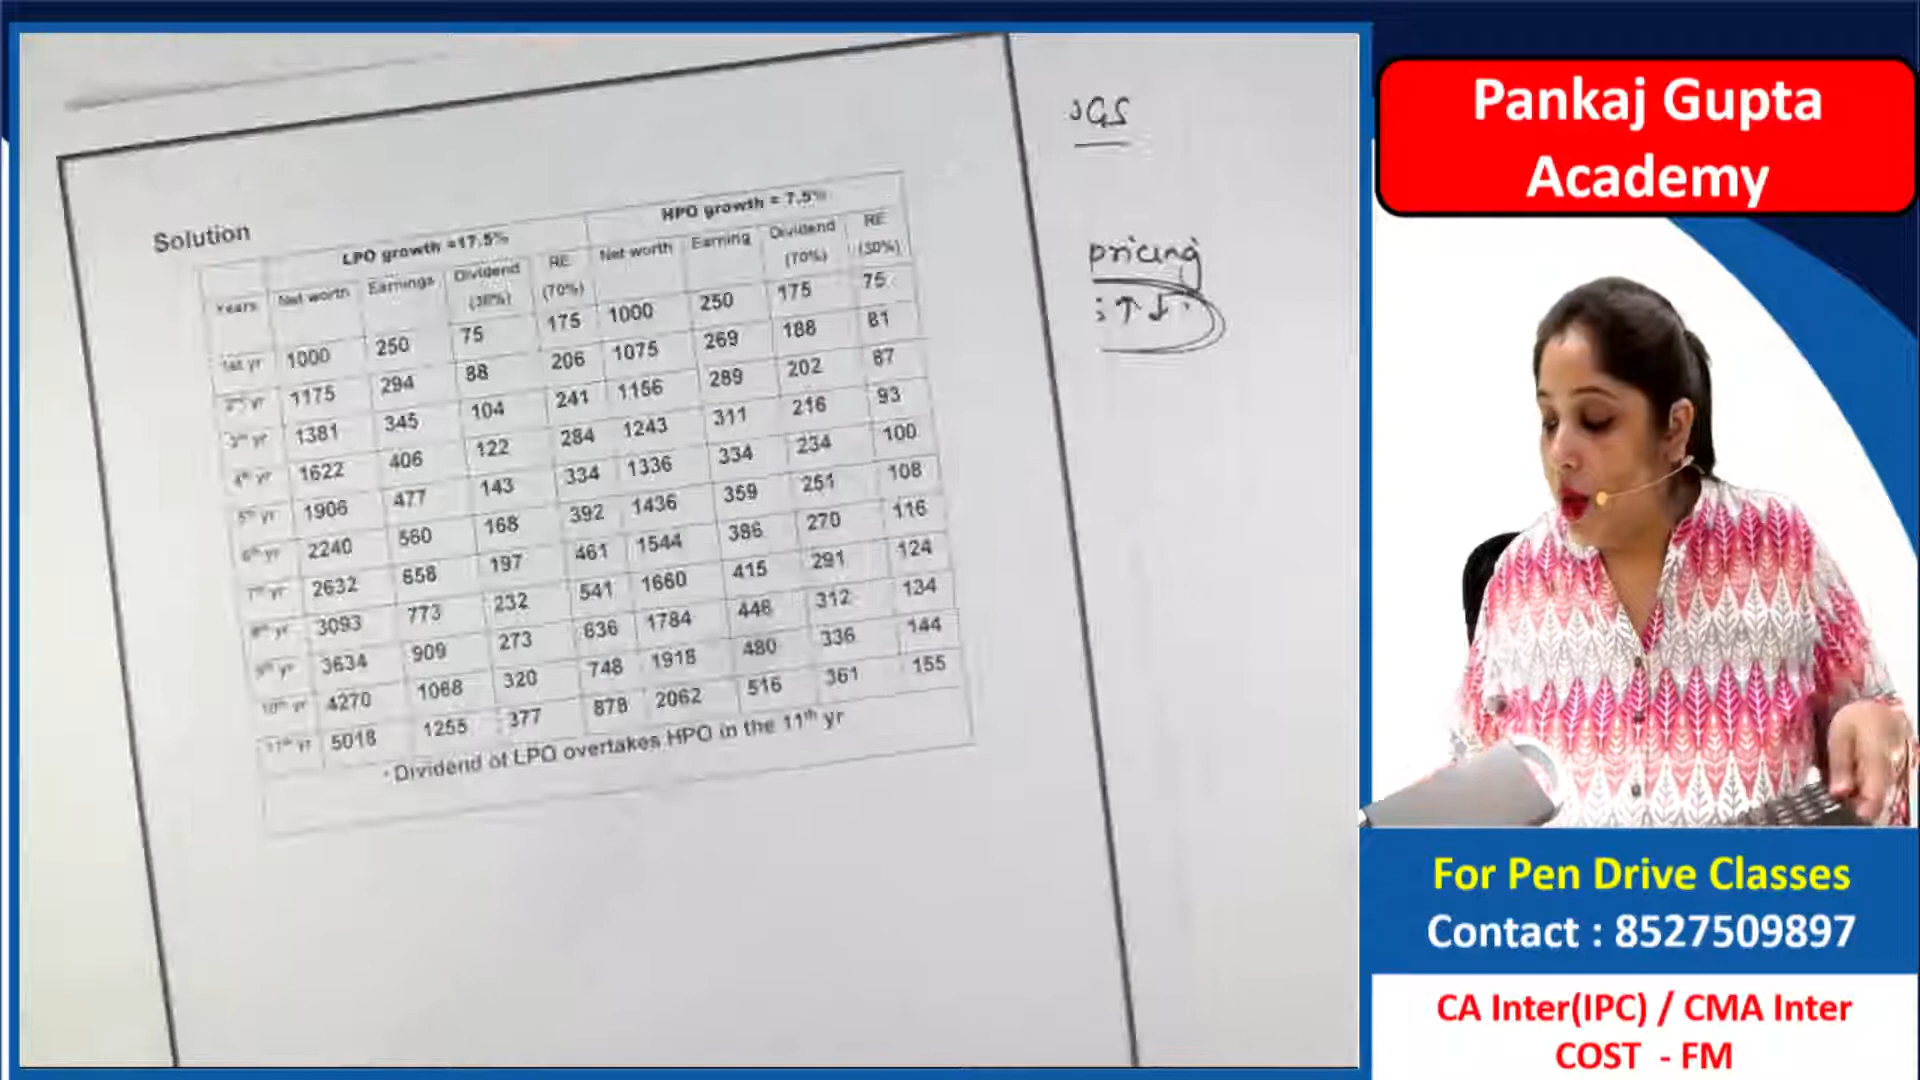 Solution
LPO growth =17.5% HPO growth = 7.5%
Years Net worth Earnings Dividend (30%) RE (70%) Net worth Earning Dividend (70%) RE (30%)
1st yr 1000 250 75 175 1000 250 175 75
2nd yr 1175 294 88 206 1075 269 188 81
3rd yr 1381 345 104 241 1156 289 202 87
4th yr 1622 406 122 284 1243 311 216 93
5th yr 1906 477 143 334 1336 334 234 100
6th yr 2240 560 168 392 1436 359 251 108
7th yr 2632 658 197 461 1544 386 270 116
8th yr 3093 773 232 541 1660 415 291 124
9th yr 3634 909 273 636 1784 446 312 134
10th yr 4270 1068 320 748 1918 480 336 144
11th yr 5018 1255 377 878 2062 516 361 155
· Dividend of LPO overtakes HPO in the 11th yr
pricing
↑ ↓
Pankaj Gupta
Academy
For Pen Drive Classes
Contact : 8527509897
CA Inter(IPC) / CMA Inter
COST - FM